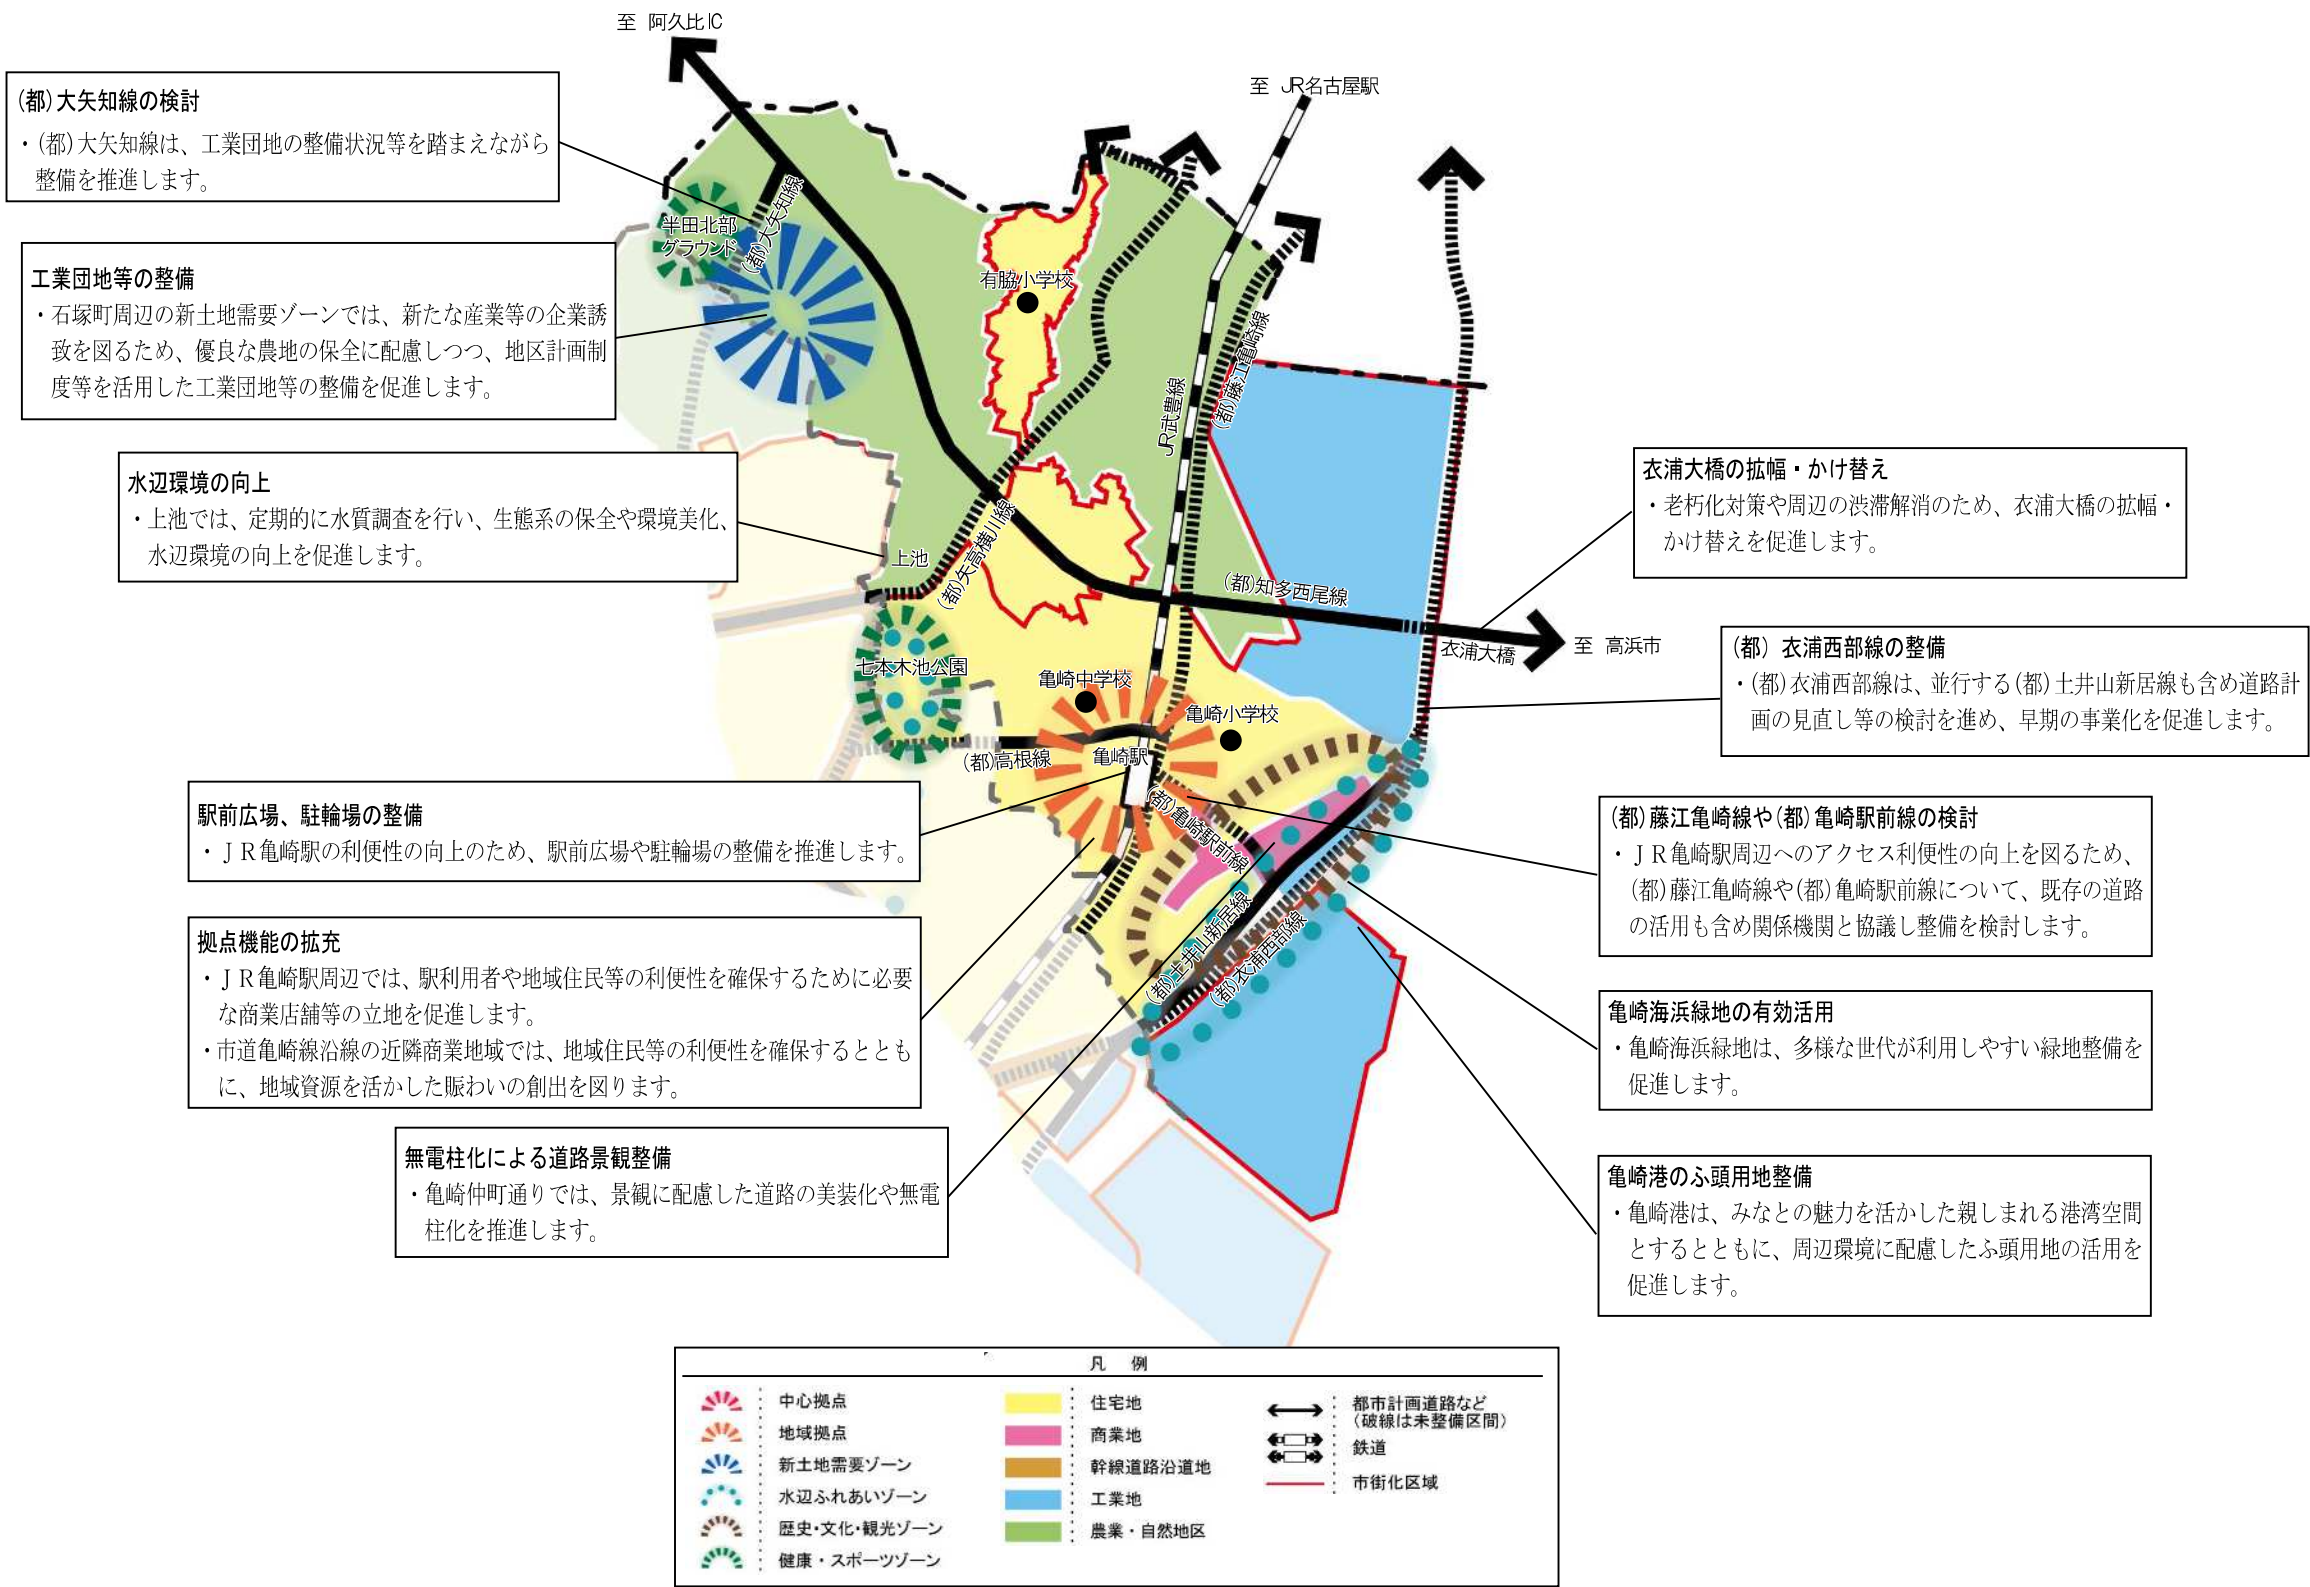 至 阿久比IC
至 JR名古屋駅
(都)大矢知線の検討
・(都)大矢知線は、工業団地の整備状況等を踏まえながら
整備を推進します。
工業団地等の整備
・石塚町周辺の新土地需要ゾーンでは、新たな産業等の企業誘
致を図るため、優良な農地の保全に配慮しつつ、地区計画制
度等を活用した工業団地等の整備を促進します。
水辺環境の向上
・上池では、定期的に水質調査を行い、生態系の保全や環境美化、
水辺環境の向上を促進します。
駅前広場、駐輪場の整備
・ＪＲ亀崎駅の利便性の向上のため、駅前広場や駐輪場の整備を推進します。
拠点機能の拡充
・ＪＲ亀崎駅周辺では、駅利用者や地域住民等の利便性を確保するために必要
な商業店舗等の立地を促進します。
・市道亀崎線沿線の近隣商業地域では、地域住民等の利便性を確保するととも
に、地域資源を活かした賑わいの創出を図ります。
無電柱化による道路景観整備
・亀崎仲町通りでは、景観に配慮した道路の美装化や無電
柱化を推進します。
半田北部
グラウンド
(都)大矢知線
有脇小学校
JR武豊線
(都)藤江亀崎線
上池
(都)矢高横川線
(都)知多西尾線
衣浦大橋
至 高浜市
七本木池公園
亀崎中学校
亀崎小学校
(都)高根線
亀崎駅
(都)亀崎駅前線
(都)土井山新居線
(都)衣浦西部線
衣浦大橋の拡幅・かけ替え
・老朽化対策や周辺の渋滞解消のため、衣浦大橋の拡幅・
かけ替えを促進します。
(都) 衣浦西部線の整備
・(都)衣浦西部線は、並行する(都)土井山新居線も含め道路計
画の見直し等の検討を進め、早期の事業化を促進します。
(都)藤江亀崎線や(都)亀崎駅前線の検討
・ＪＲ亀崎駅周辺へのアクセス利便性の向上を図るため、
(都)藤江亀崎線や(都)亀崎駅前線について、既存の道路
の活用も含め関係機関と協議し整備を検討します。
亀崎海浜緑地の有効活用
・亀崎海浜緑地は、多様な世代が利用しやすい緑地整備を
促進します。
亀崎港のふ頭用地整備
・亀崎港は、みなとの魅力を活かした親しまれる港湾空間
とするとともに、周辺環境に配慮したふ頭用地の活用を
促進します。
凡 例
中心拠点
地域拠点
新土地需要ゾーン
水辺ふれあいゾーン
歴史・文化・観光ゾーン
健康・スポーツゾーン
住宅地
商業地
幹線道路沿道地
工業地
農業・自然地区
都市計画道路など
（破線は未整備区間）
鉄道
市街化区域